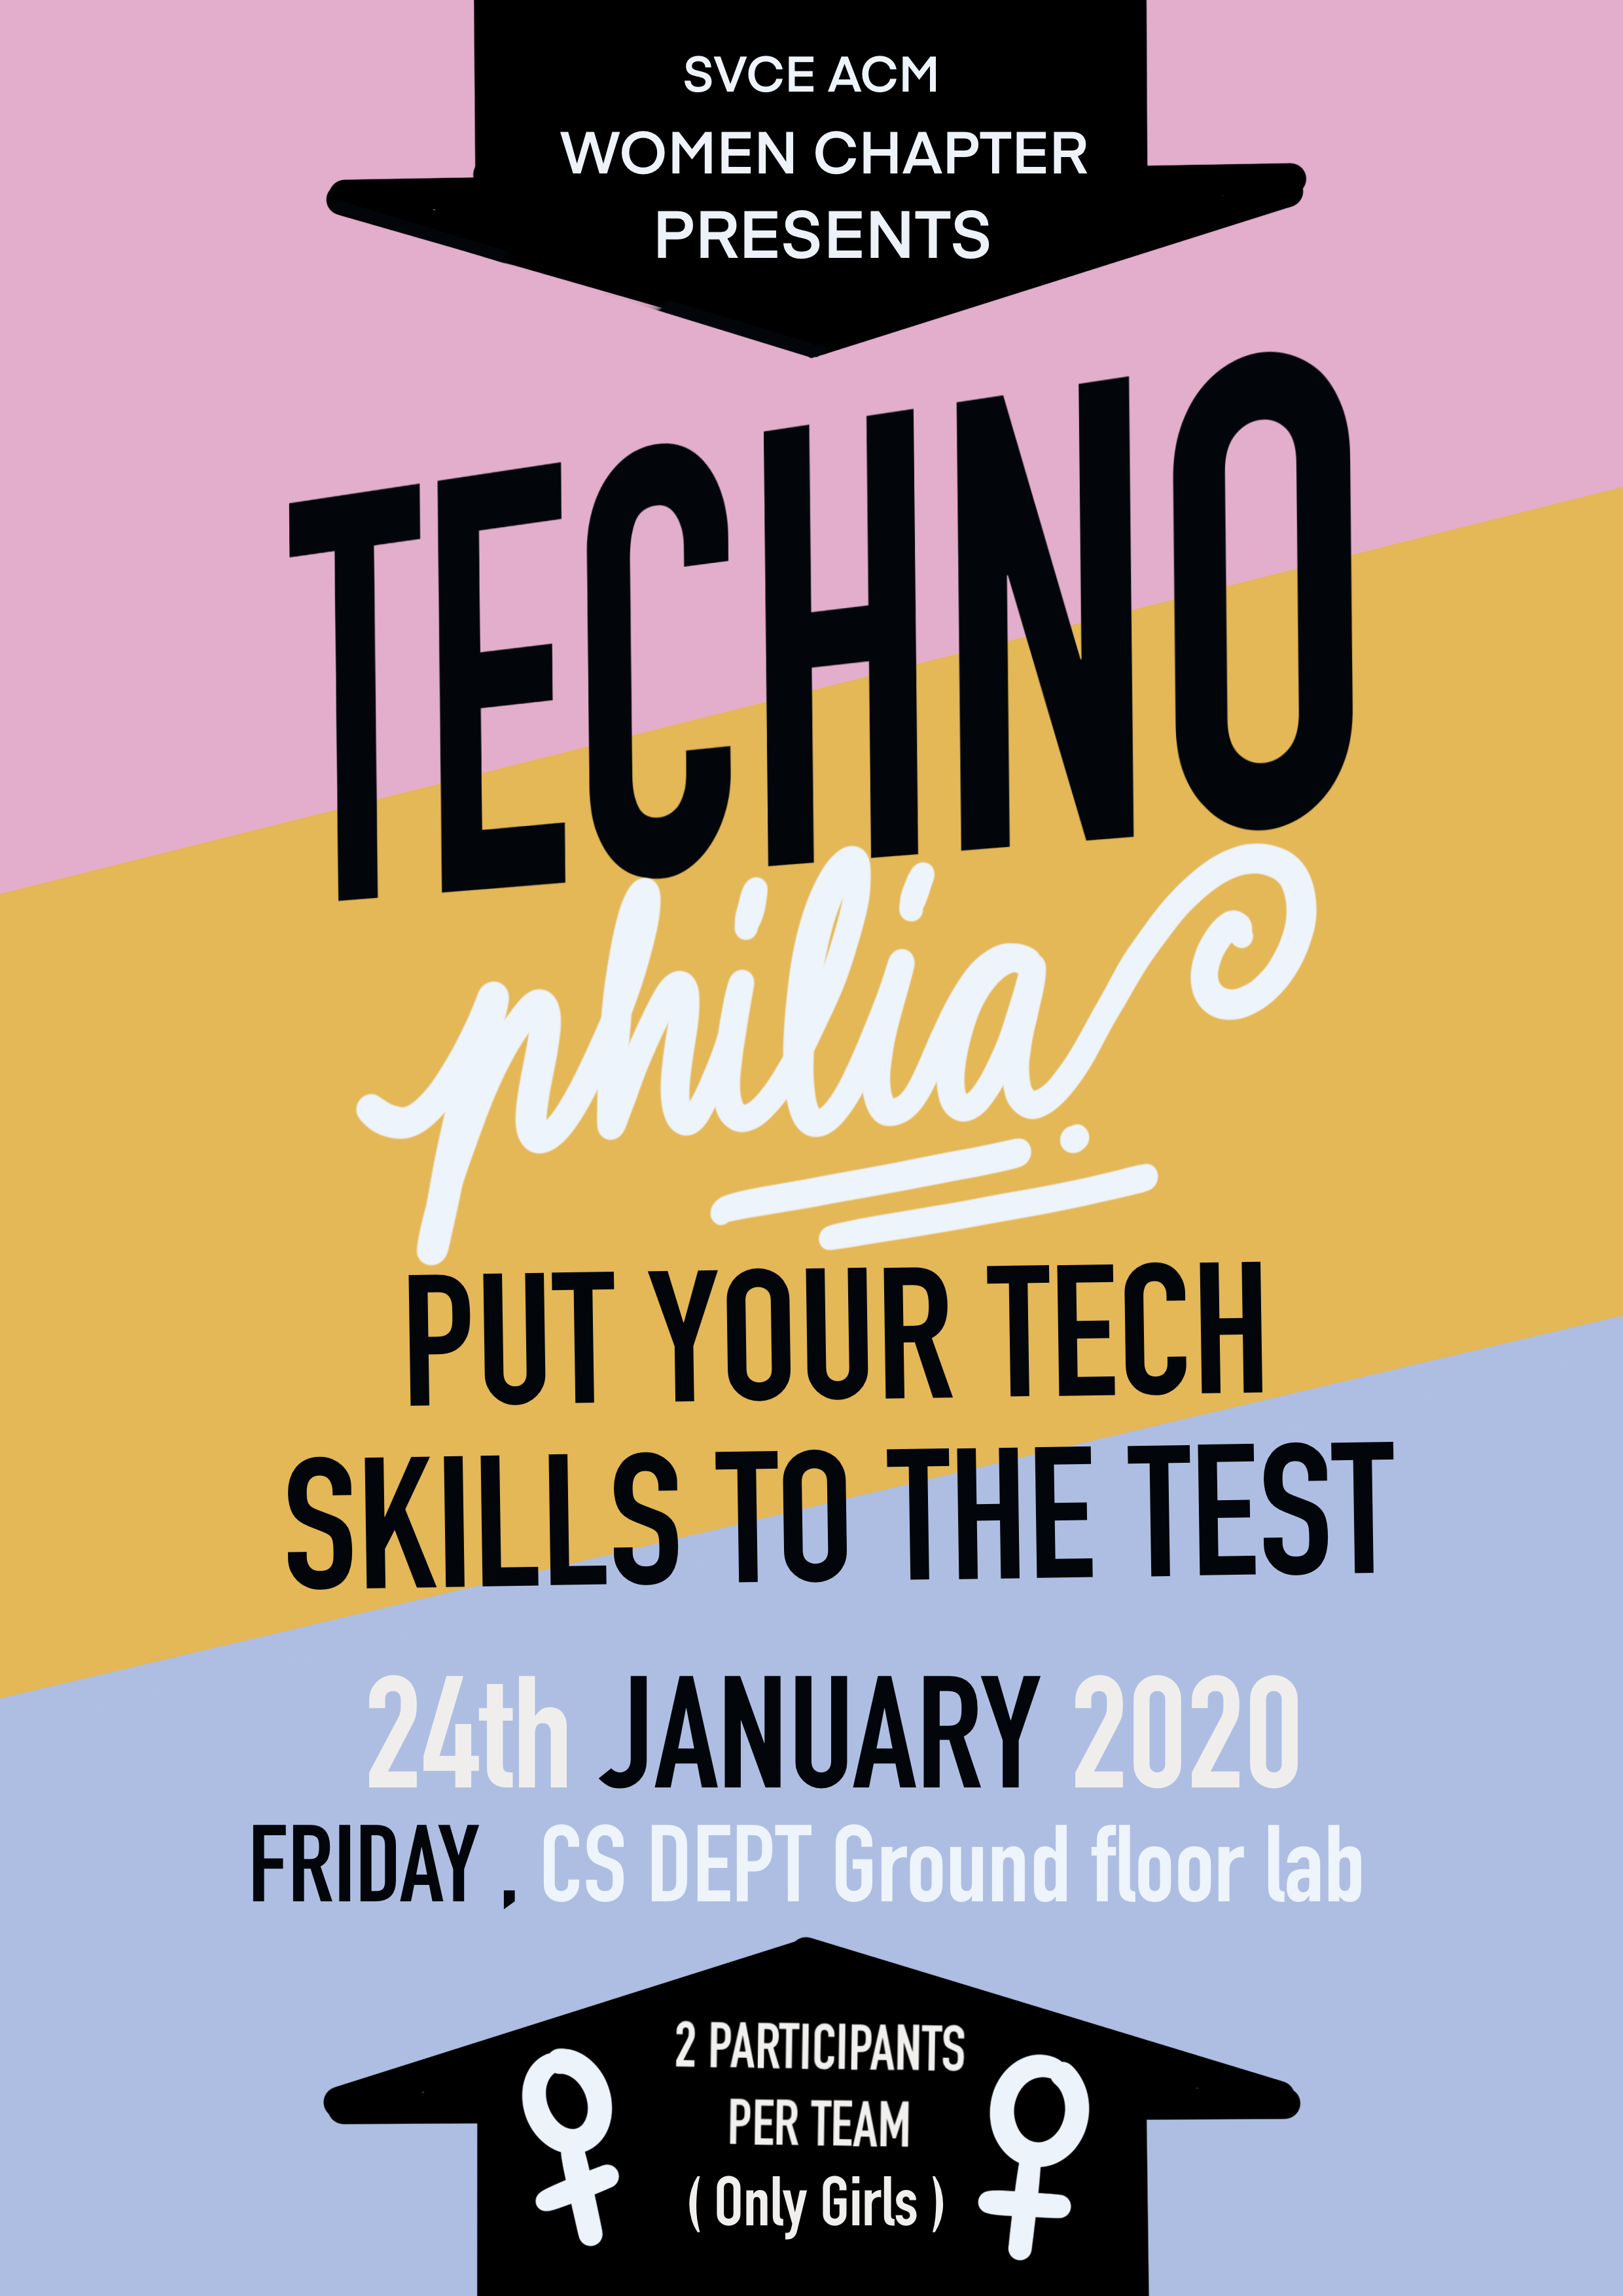 SVCE ACM
WOMEN CHAPTER
PRESENTS
TECHNO
philia
PUT YOUR TECH
SKILLS TO THE TEST
24th JANUARY 2020
FRIDAY , CS DEPT Ground floor lab
2 PARTICIPANTS
PER TEAM
( Only Girls )